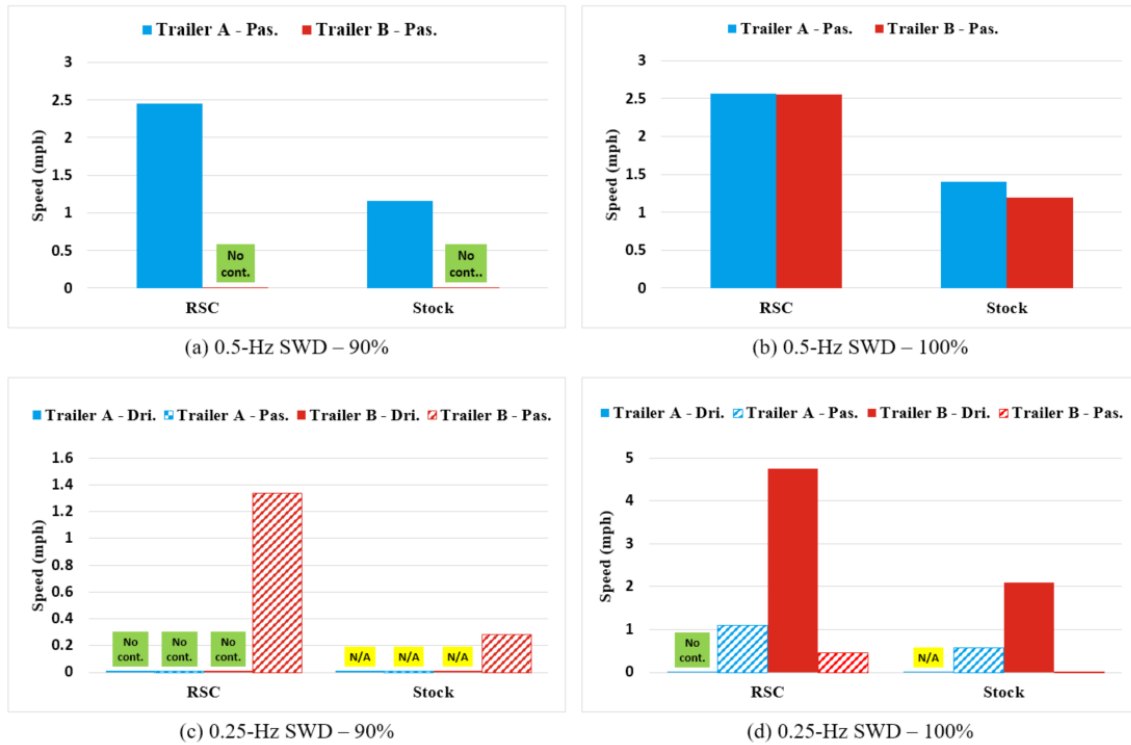 Trailer A - Pas. Trailer B - Pas.
3
2.5
2
1.5
1
0.5
0
Speed (mph)
No
cont.
No
cont..
RSC Stock
(a) 0.5-Hz SWD – 90%
Trailer A - Pas. Trailer B - Pas.
3
2.5
2
1.5
1
0.5
0
Speed (mph)
RSC Stock
(b) 0.5-Hz SWD – 100%
Trailer A - Dri. Trailer A - Pas. Trailer B - Dri. Trailer B - Pas.
1.6
1.4
1.2
1
0.8
0.6
0.4
0.2
0
Speed (mph)
No
cont.
No
cont.
No
cont.
N/A N/A N/A
RSC Stock
(c) 0.25-Hz SWD – 90%
Trailer A - Dri. Trailer A - Pas. Trailer B - Dri. Trailer B - Pas.
5
4
3
2
1
0
Speed (mph)
No
cont.
N/A
RSC Stock
(d) 0.25-Hz SWD – 100%